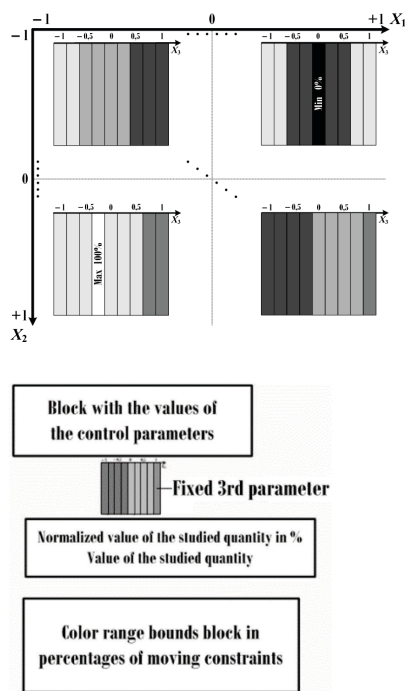 −1 0 +1 X₁
−1
−1 −0,5 0 0,5 1 X₃
−1 −0,5 0 0,5 1 X₃
Min 0%
0
−1 −0,5 0 0,5 1 X₃
−1 −0,5 0 0,5 1 X₃
Max 100%
+1
X₂
Block with the values of
the control parameters
Fixed 3rd parameter
Normalized value of the studied quantity in %
Value of the studied quantity
Color range bounds block in
percentages of moving constraints